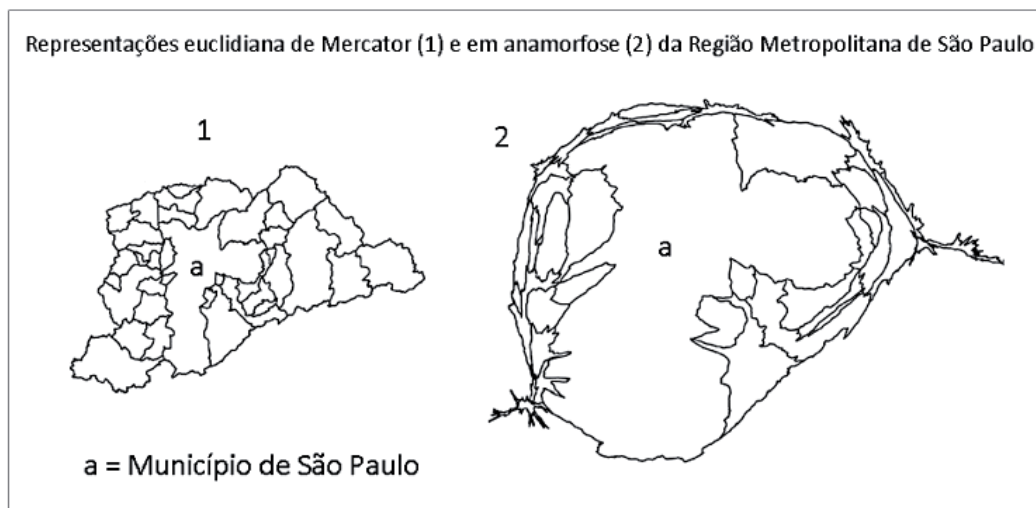 Representações euclidiana de Mercator (1) e em anamorfose (2) da Região Metropolitana de São Paulo
1
2
a
a
a = Município de São Paulo